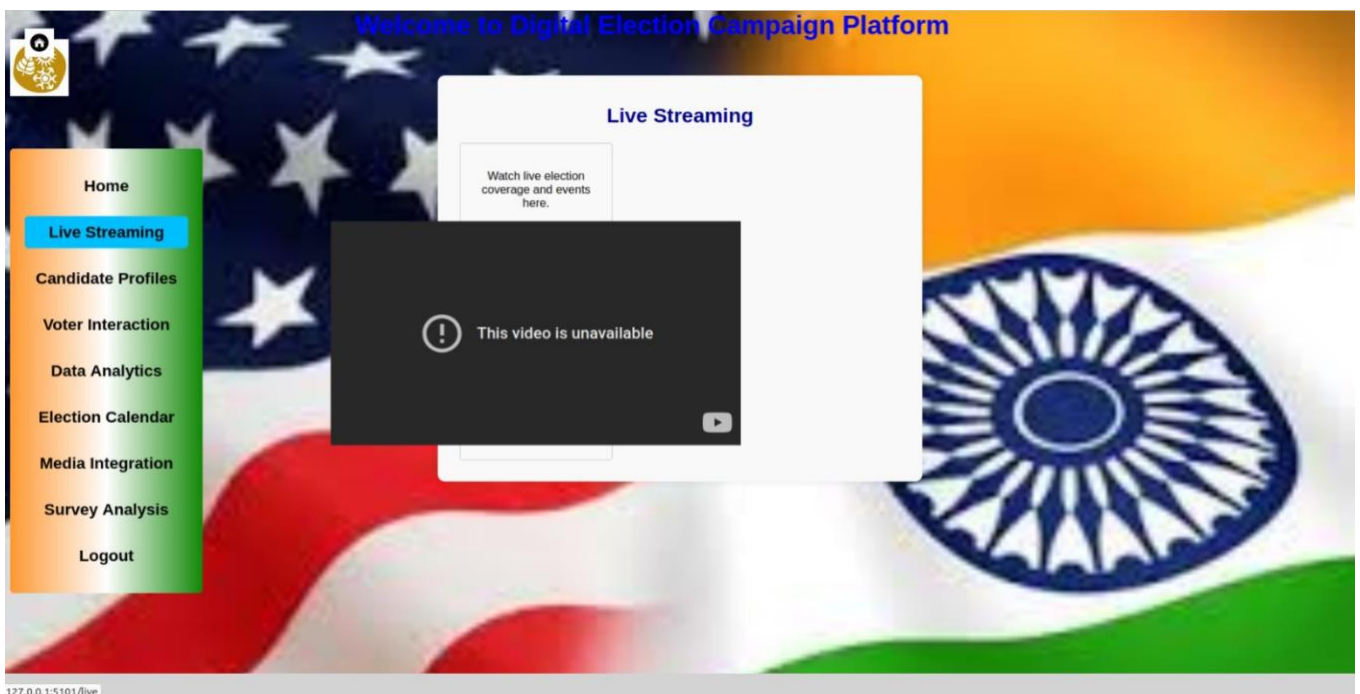 Welcome to Digital Election Campaign Platform
Live Streaming
Watch live election
coverage and events
here.
Home
Live Streaming
Candidate Profiles
Voter Interaction
Data Analytics
Election Calendar
Media Integration
Survey Analysis
Logout
This video is unavailable
127.0.0.1:5101/live